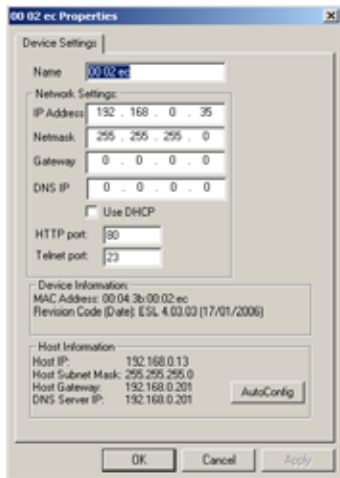 00 02 ec Properties
Device Settings
Name 00 02 ec
Network Settings:
IP Address 192 . 168 . 0 . 35
Netmask 255 . 255 . 255 . 0
Gateway 0 . 0 . 0 . 0
DNS IP 0 . 0 . 0 . 0
Use DHCP
HTTP port: 80
Telnet port: 23
Device Information:
MAC Address: 00:04:3b:00:02:ec
Revision Code (Date): ESL 4.03.03 (17/01/2006)
Host Information
Host IP: 192.168.0.13
Host Subnet Mask: 255.255.255.0
Host Gateway: 192.168.0.201
DNS Server IP: 192.168.0.201
AutoConfig
OK Cancel Apply